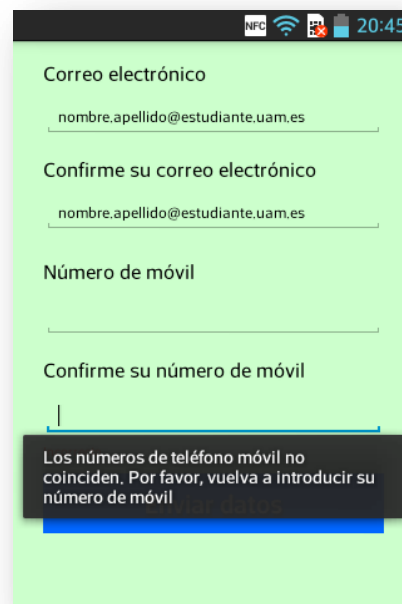 NFC 20:45
Correo electrónico
nombre.apellido@estudiante.uam.es
Confirme su correo electrónico
nombre.apellido@estudiante.uam.es
Número de móvil
Confirme su número de móvil
Los números de teléfono móvil no
coinciden. Por favor, vuelva a introducir su
número de móvil
Enviar datos